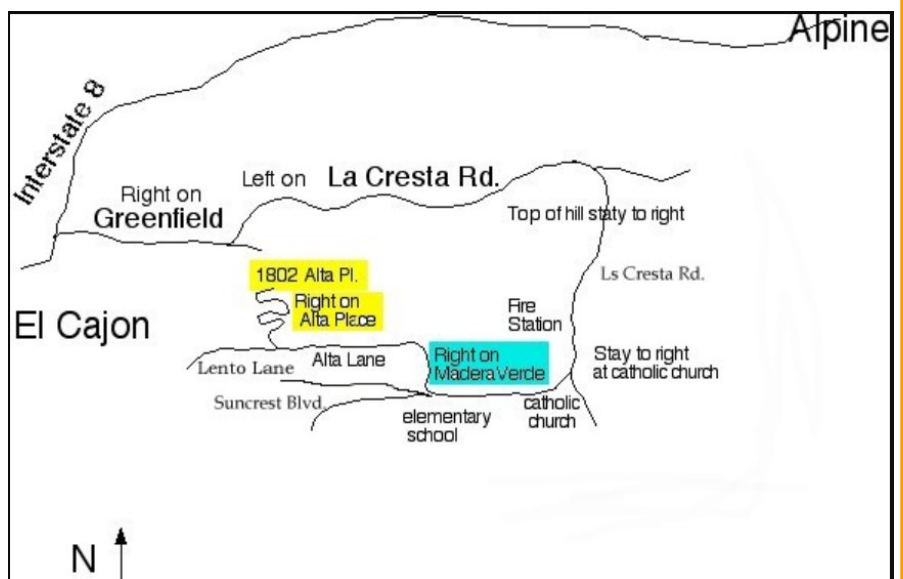 Alpine
Interstate 8
Left on La Cresta Rd.
Right on
Greenfield
Top of hill staty to right
1802 Alta Pl.
Ls Cresta Rd.
Right on
Alta Place
Fire
Station
El Cajon
Lento Lane
Alta Lane
Right on
MaderaVerde
Stay to right
at catholic church
Suncrest Blvd.
elementary
school
catholic
church
N